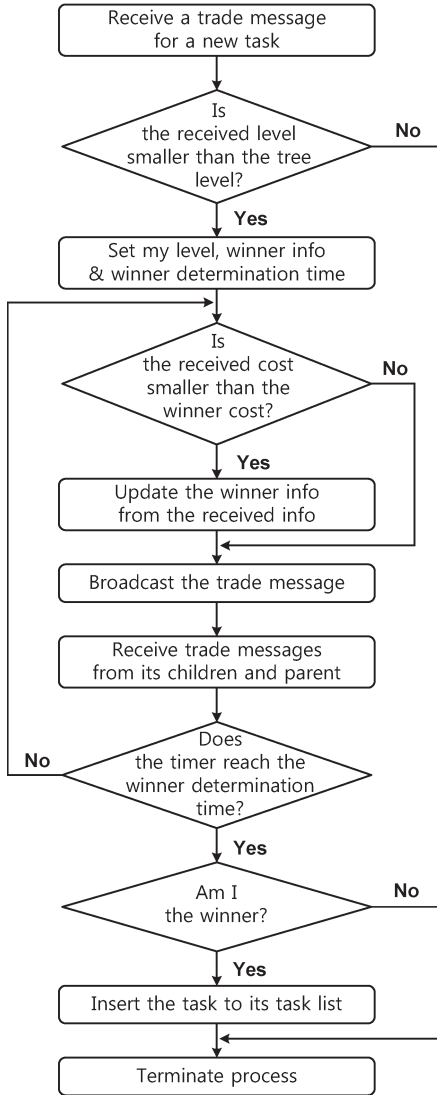 Receive a trade message
for a new task
Is
the received level
smaller than the tree
level?
No
Yes
Set my level, winner info
& winner determination time
Is
the received cost
smaller than the
winner cost?
No
Yes
Update the winner info
from the received info
Broadcast the trade message
Receive trade messages
from its children and parent
Does
the timer reach the
winner determination
time?
No
Yes
Am I
the winner?
No
Yes
Insert the task to its task list
Terminate process